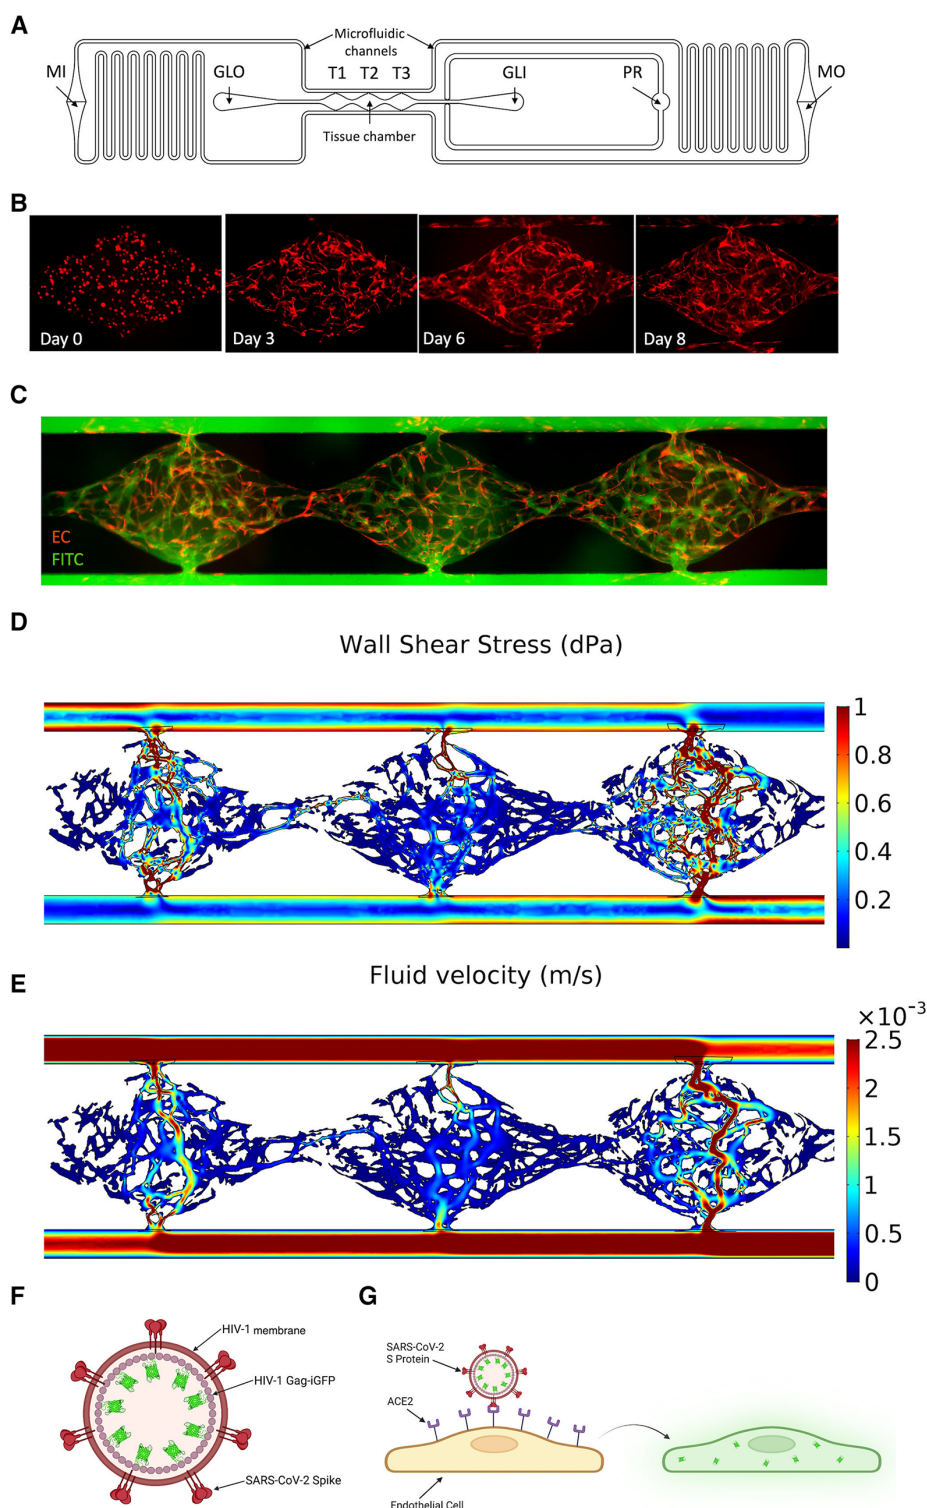 A
Microfluidic
channels
MI
GLO
T1
T2
T3
GLI
PR
MO
Tissue chamber
B
Day 0
Day 3
Day 6
Day 8
C
EC
FITC
D
Wall Shear Stress (dPa)
1
0.8
0.6
0.4
0.2
E
Fluid velocity (m/s)
×10⁻³
2.5
2
1.5
1
0.5
0
F
HIV-1 membrane
HIV-1 Gag-iGFP
SARS-CoV-2 Spike
G
SARS-CoV-2
S Protein
ACE2
Endothelial Cell